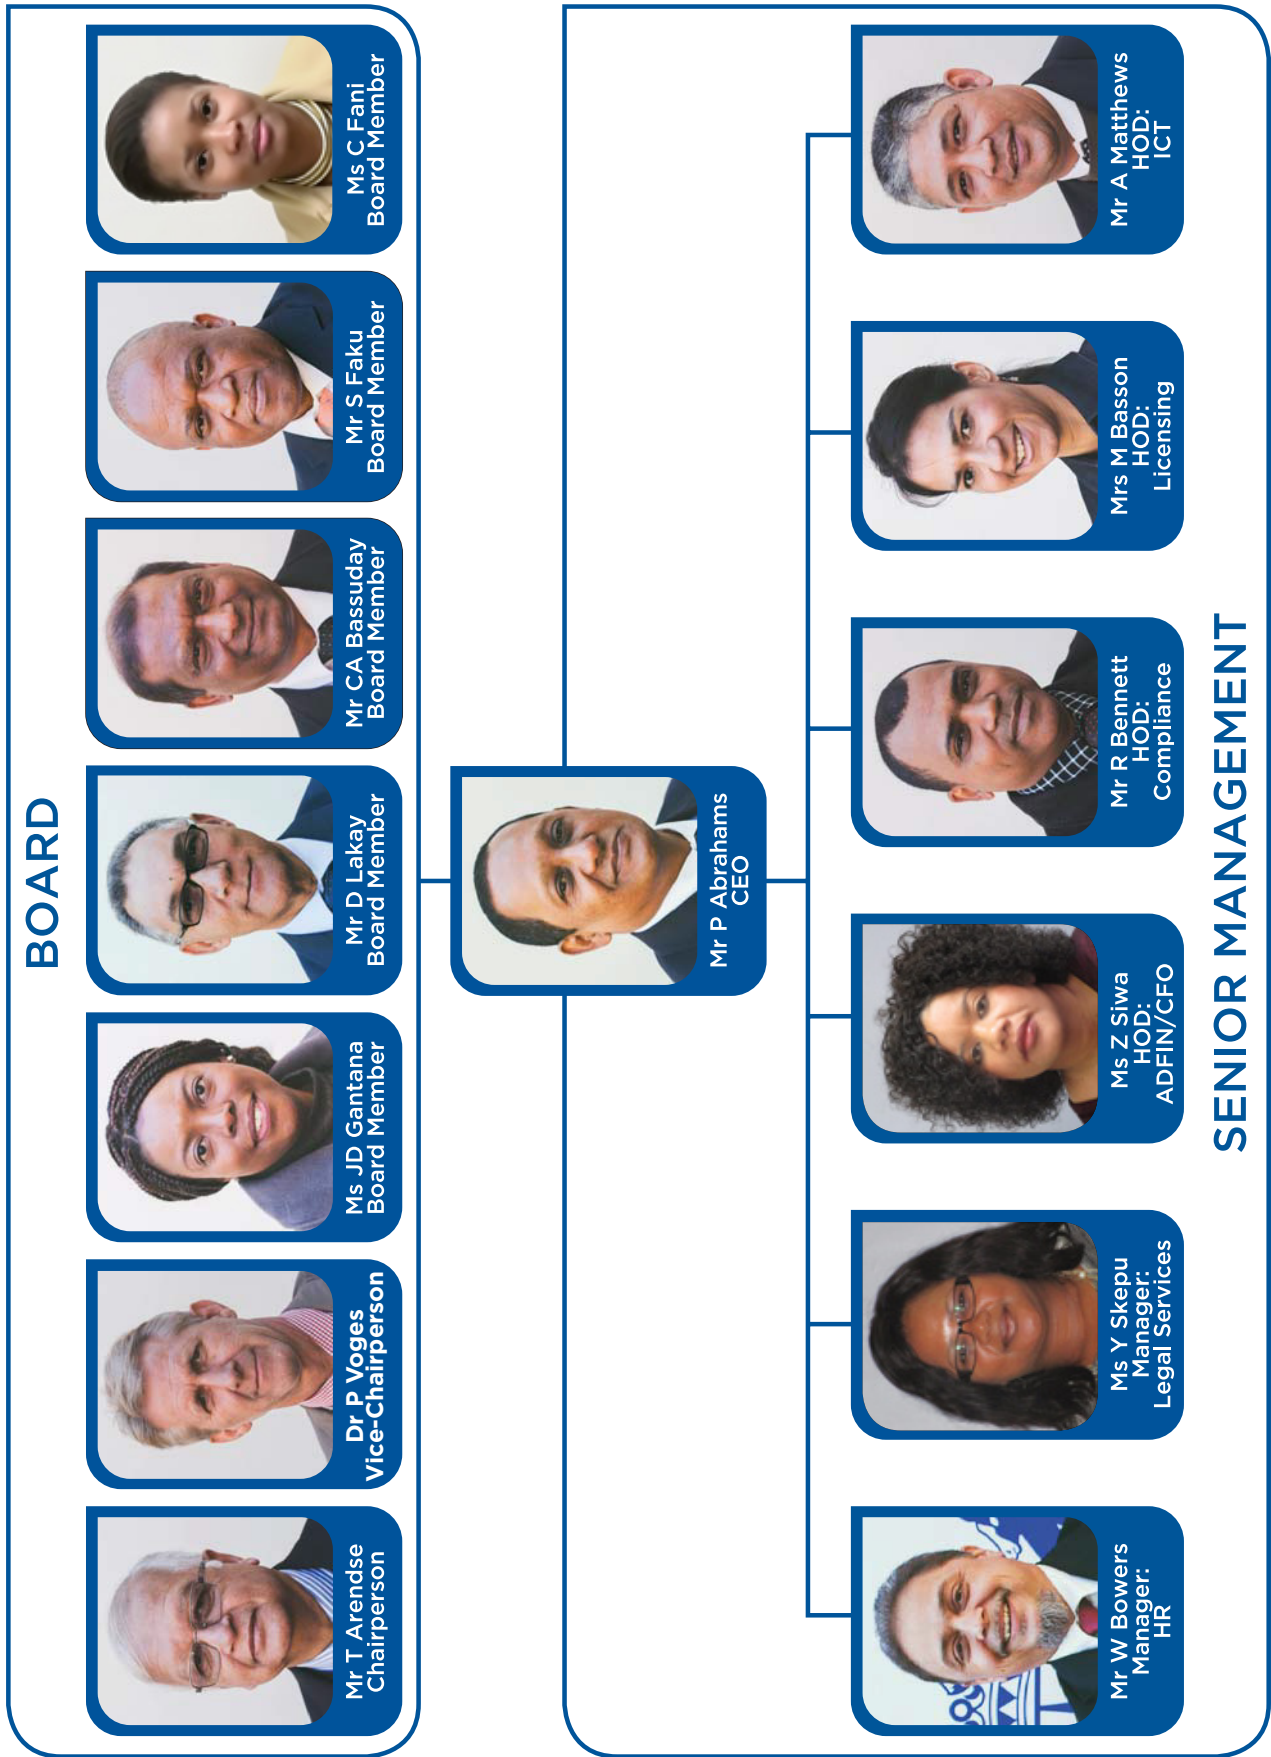 BOARD
Mr T Arendse
Chairperson
Dr P Voges
Vice-Chairperson
Ms JD Gantana
Board Member
Mr D Lakay
Board Member
Mr CA Bassuday
Board Member
Mr S Faku
Board Member
Ms C Fani
Board Member
Mr P Abrahams
CEO
Mr W Bowers
Manager:
HR
Ms Y Skepu
Manager:
Legal Services
Ms Z Siwa
HOD:
ADFIN/CFO
Mr R Bennett
HOD:
Compliance
Mrs M Basson
HOD:
Licensing
Mr A Matthews
HOD:
ICT
SENIOR MANAGEMENT